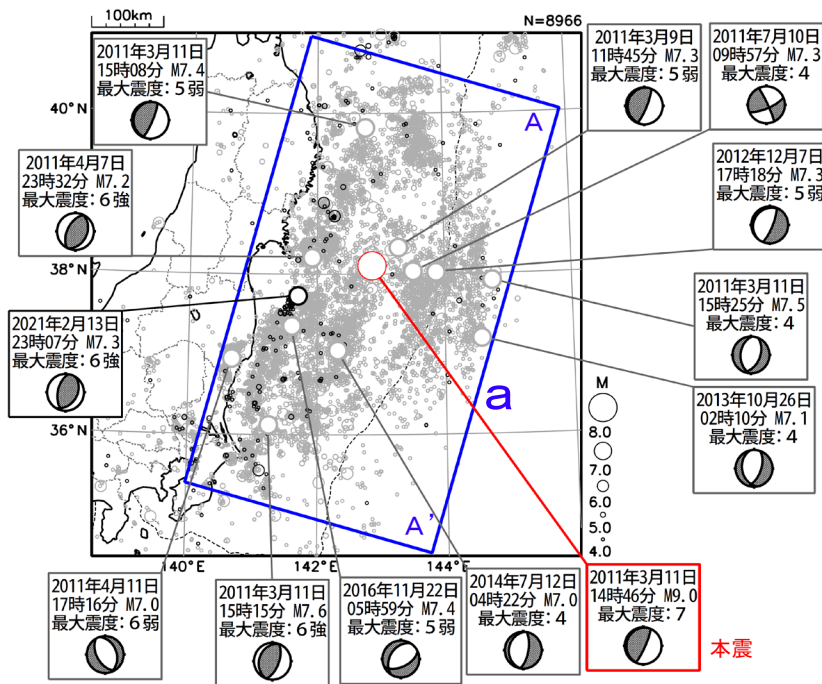 100km
N=8966
2011年3月11日
15時08分 M7.4
最大震度：5弱
2011年3月9日
11時45分 M7.3
最大震度：5弱
2011年7月10日
09時57分 M7.3
最大震度：4
40°N
A
2011年4月7日
23時32分 M7.2
最大震度：6強
2012年12月7日
17時18分 M7.3
最大震度：5弱
38°N
2011年3月11日
15時25分 M7.5
最大震度：4
2021年2月13日
23時07分 M7.3
最大震度：6強
a
M
8.0
7.0
6.0
5.0
4.0
2013年10月26日
02時10分 M7.1
最大震度：4
36°N
A'
140°E
142°E
144°E
2011年4月11日
17時16分 M7.0
最大震度：6弱
2011年3月11日
15時15分 M7.6
最大震度：6強
2016年11月22日
05時59分 M7.4
最大震度：5弱
2014年7月12日
04時22分 M7.0
最大震度：4
2011年3月11日
14時46分 M9.0
最大震度：7
本震